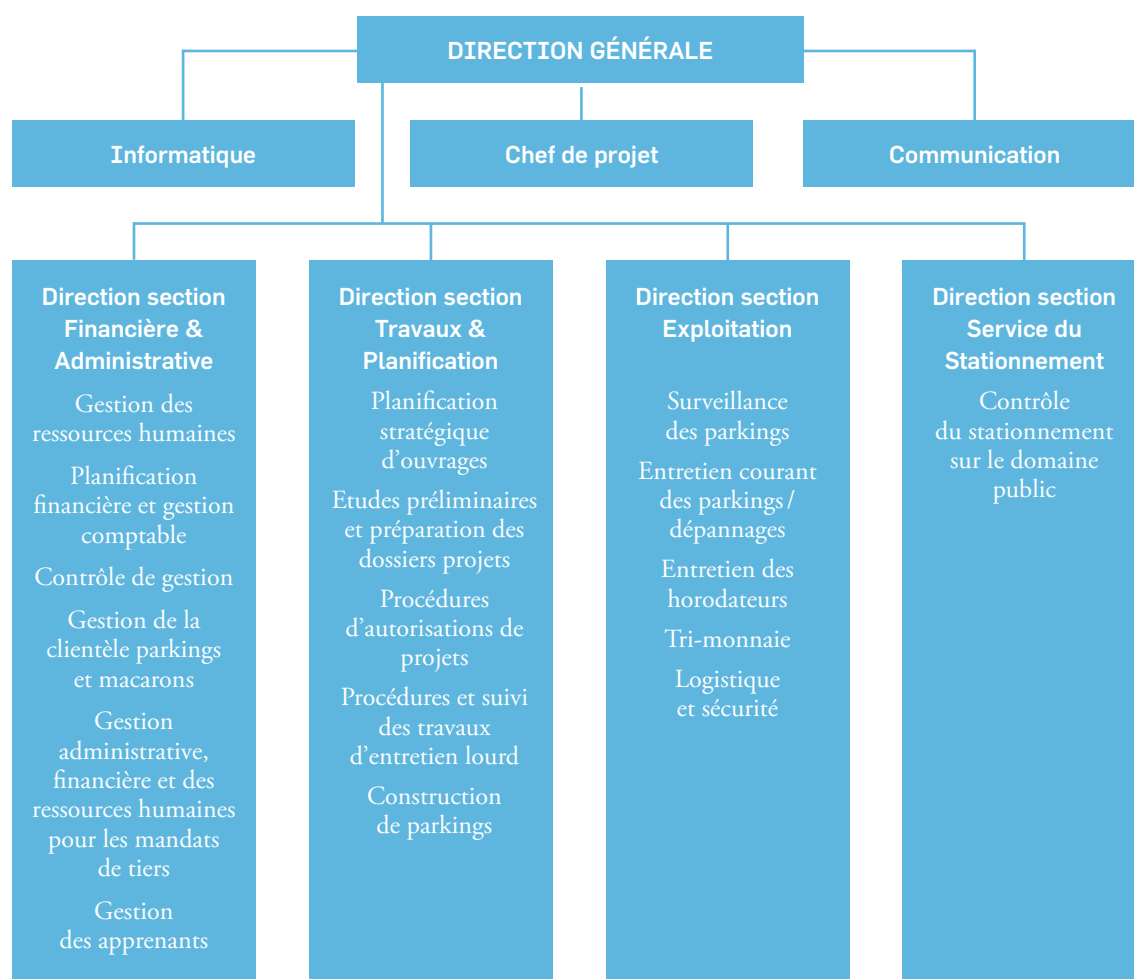 DIRECTION GÉNÉRALE
Informatique
Chef de projet
Communication
Direction section
Financière &
Administrative
Gestion des
ressources humaines
Planification
financière et gestion
comptable
Contrôle de gestion
Gestion de la
clientèle parkings
et macarons
Gestion
administrative,
financière et des
ressources humaines
pour les mandats
de tiers
Gestion
des apprenants
Direction section
Travaux &
Planification
Planification
stratégique
d'ouvrages
Etudes préliminaires
et préparation des
dossiers projets
Procédures
d'autorisations de
projets
Procédures et suivi
des travaux
d'entretien lourd
Construction
de parkings
Direction section
Exploitation
Surveillance
des parkings
Entretien courant
des parkings/
dépannages
Entretien des
horodateurs
Tri-monnaie
Logistique
et sécurité
Direction section
Service du
Stationnement
Contrôle
du stationnement
sur le domaine
public